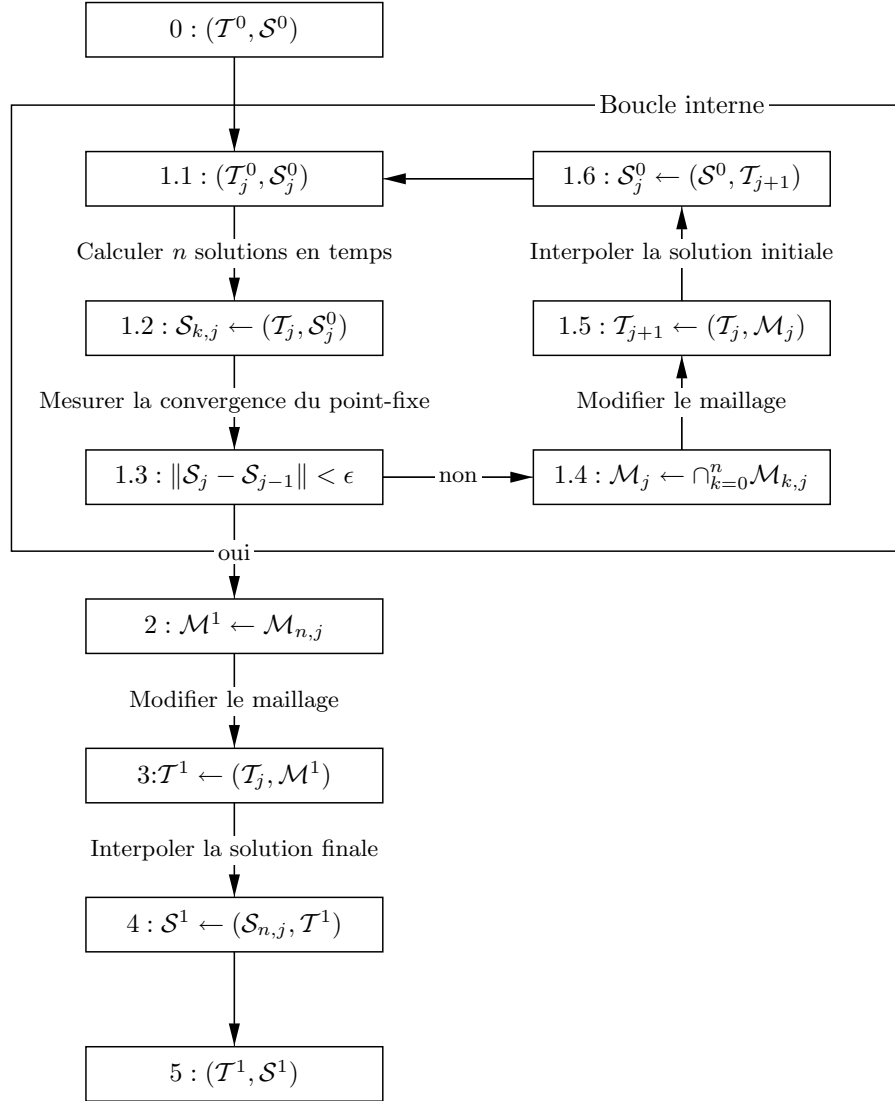 0 : (𝒯⁰, 𝒮⁰)
Boucle interne
1.1 : (𝒯ⱼ⁰, 𝒮ⱼ⁰)
1.6 : 𝒮ⱼ⁰ ← (𝒮⁰, 𝒯ⱼ₊₁)
Calculer n solutions en temps
Interpoler la solution initiale
1.2 : 𝒮ₖ,ⱼ ← (𝒯ⱼ, 𝒮ⱼ⁰)
1.5 : 𝒯ⱼ₊₁ ← (𝒯ⱼ, ℳⱼ)
Mesurer la convergence du point-fixe
Modifier le maillage
1.3 : ‖𝒮ⱼ − 𝒮ⱼ₋₁‖ < ϵ
non
1.4 : ℳⱼ ← ∩ₖ₌₀ⁿ ℳₖ,ⱼ
oui
2 : ℳ¹ ← ℳₙ,ⱼ
Modifier le maillage
3:𝒯¹ ← (𝒯ⱼ, ℳ¹)
Interpoler la solution finale
4 : 𝒮¹ ← (𝒮ₙ,ⱼ, 𝒯¹)
5 : (𝒯¹, 𝒮¹)